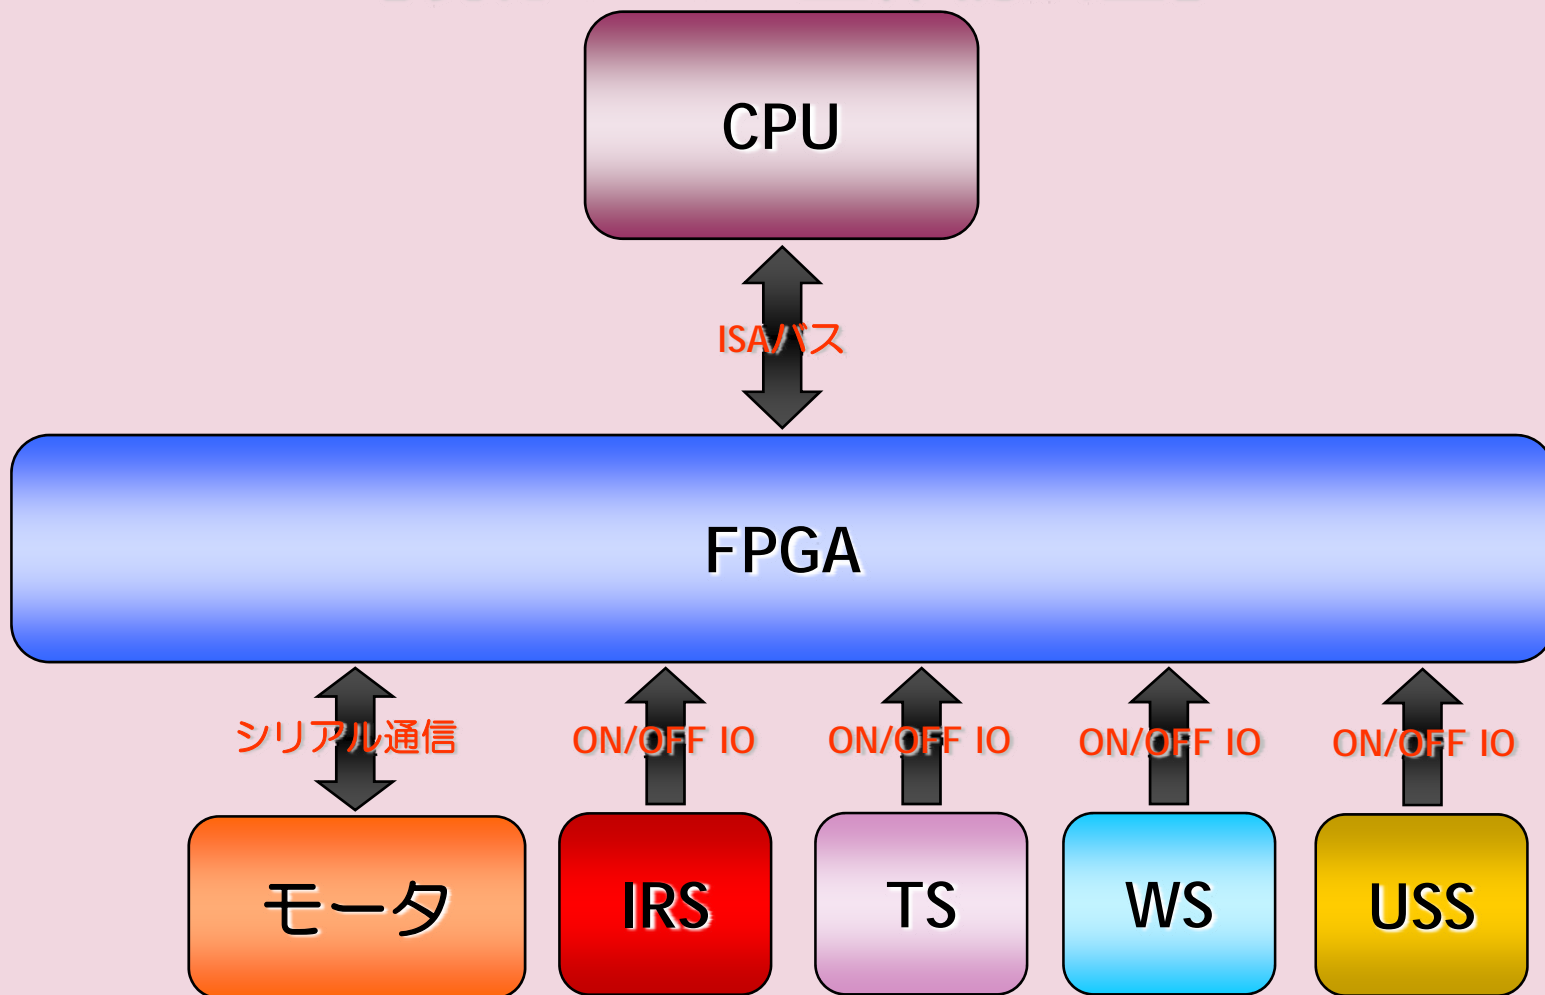 CPU
ISAバス
FPGA
シリアル通信
ON/OFF IO
ON/OFF IO
ON/OFF IO
ON/OFF IO
モータ
IRS
TS
WS
USS